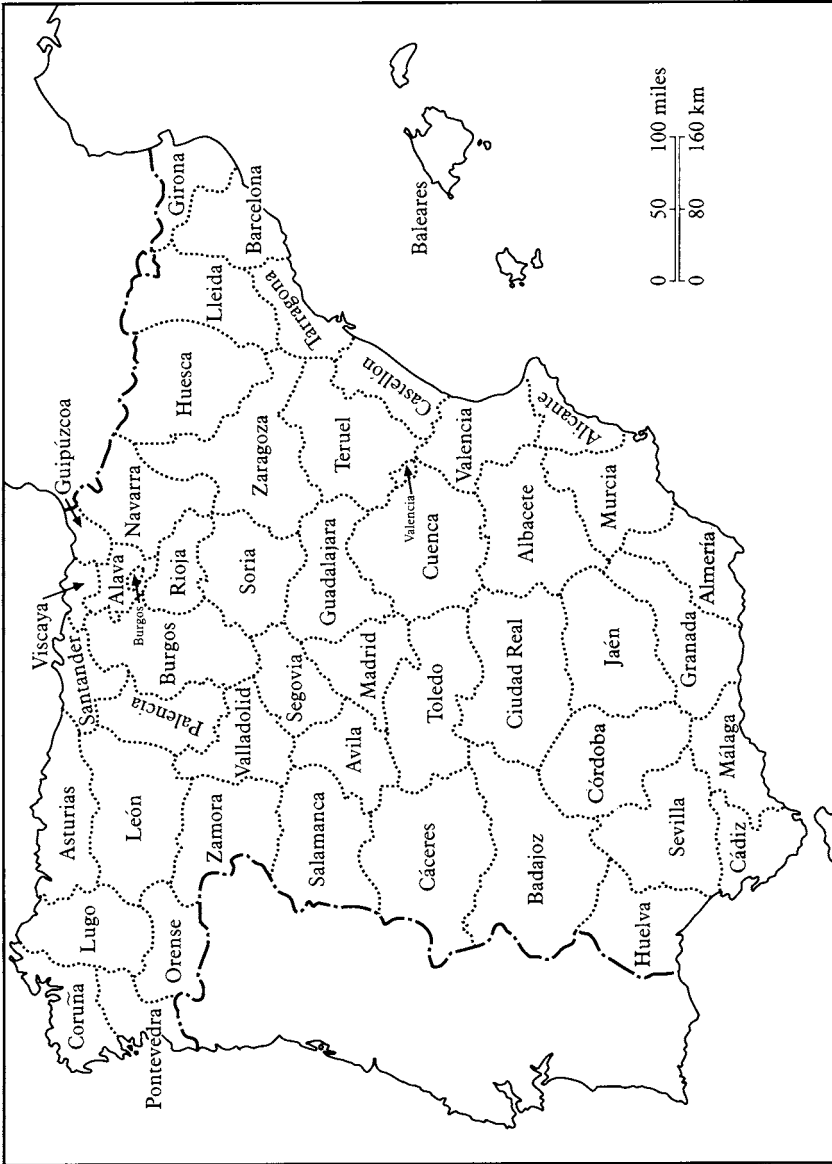 Viscaya
Guipúzcoa
Santander
Asturias
Coruña
Lugo
León
Palencia
Burgos
Alava
Burgos
Navarra
Pontevedra
Orense
Zamora
Valladolid
Rioja
Soria
Huesca
Lleida
Girona
Barcelona
Zaragoza
Tarragona
Salamanca
Segovia
Avila
Madrid
Guadalajara
Teruel
Castellón
Cáceres
Toledo
Cuenca
Valencia
Valencia
Baleares
Badajoz
Ciudad Real
Albacete
Alicante
Murcia
Huelva
Sevilla
Córdoba
Jaén
Granada
Almería
Cádiz
Málaga
0 50 100 miles
0 80 160 km